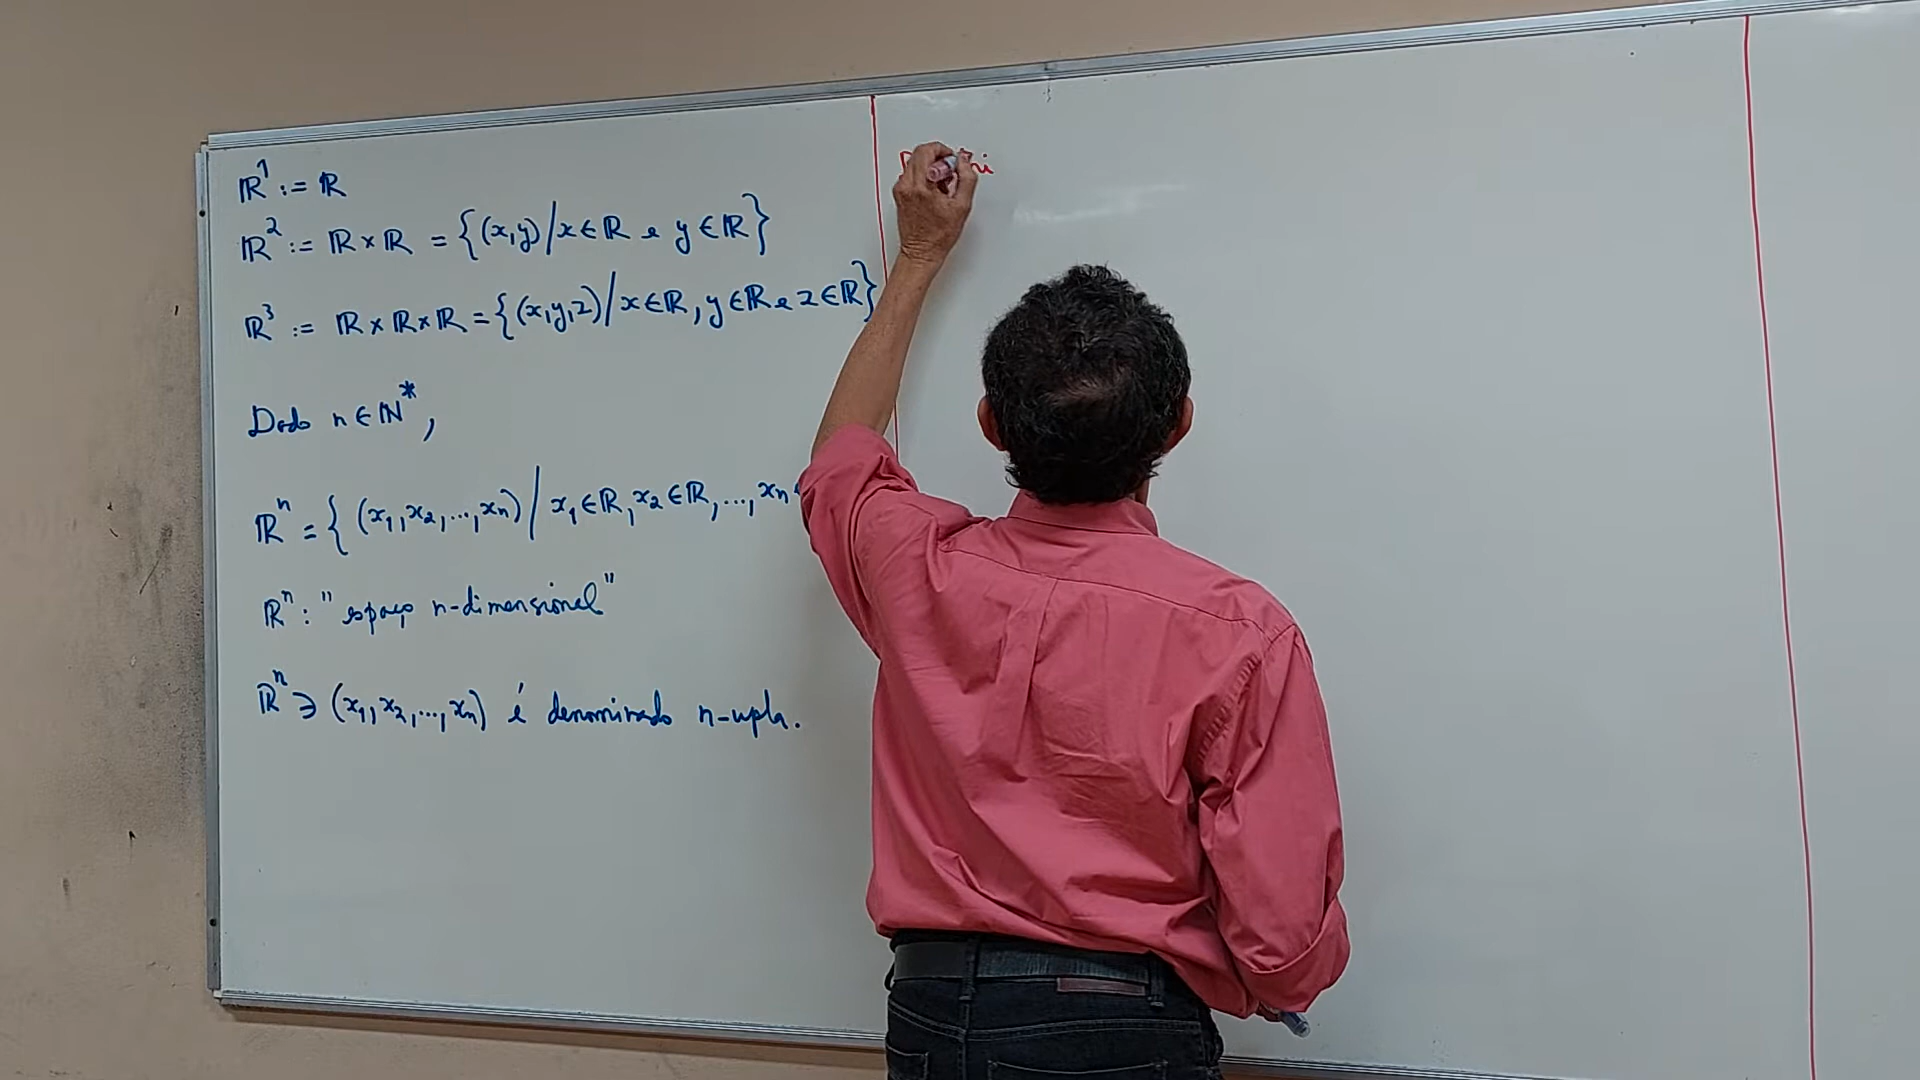 ℝ¹ := ℝ
ℝ² := ℝ × ℝ = {(x,y) / x ∈ ℝ e y ∈ ℝ}
ℝ³ := ℝ × ℝ × ℝ = {(x,y,z) / x ∈ ℝ, y ∈ ℝ e z ∈ ℝ}
Dado n ∈ ℕ*,
ℝⁿ = { (x₁,x₂,...,xₙ) / x₁ ∈ ℝ, x₂ ∈ ℝ, ..., xₙ
ℝⁿ : "espaço n-dimensional"
ℝⁿ ∋ (x₁,x₂,...,xₙ) é denominado n-upla.